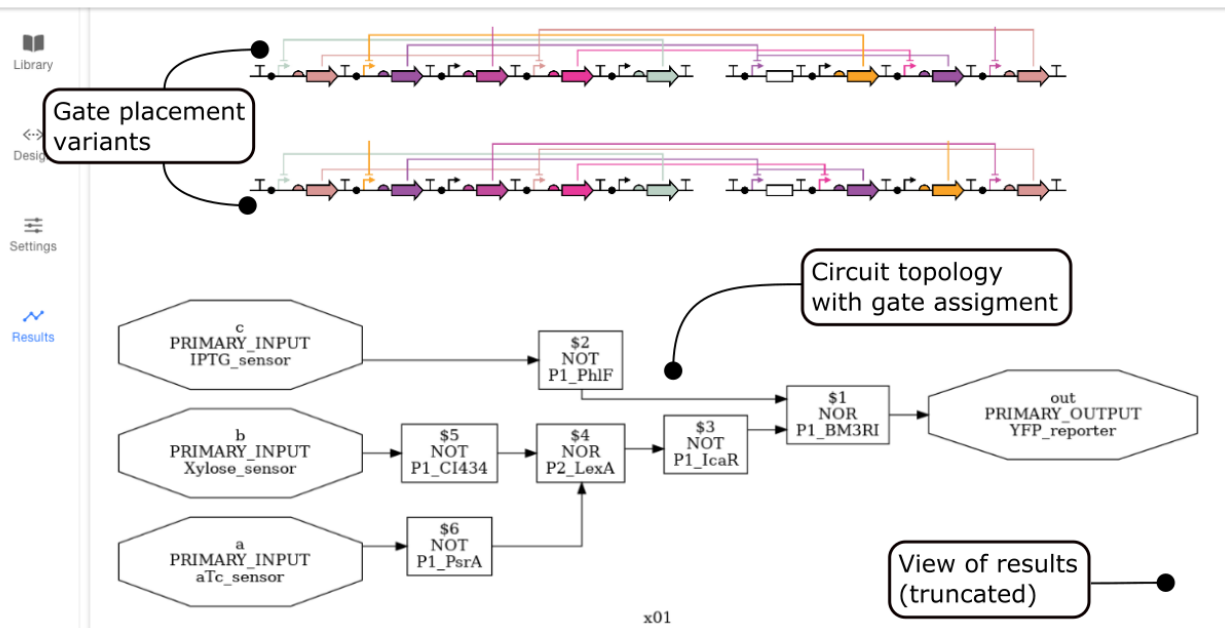 Library
Gate placement
variants
Desig
Settings
Circuit topology
with gate assigment
Results
c
PRIMARY_INPUT
IPTG_sensor
$2
NOT
P1_PhlF
$1
NOR
P1_BM3RI
out
PRIMARY_OUTPUT
YFP_reporter
b
PRIMARY_INPUT
Xylose_sensor
$5
NOT
P1_CI434
$4
NOR
P2_LexA
$3
NOT
P1_IcaR
a
PRIMARY_INPUT
aTc_sensor
$6
NOT
P1_PsrA
View of results
(truncated)
x01